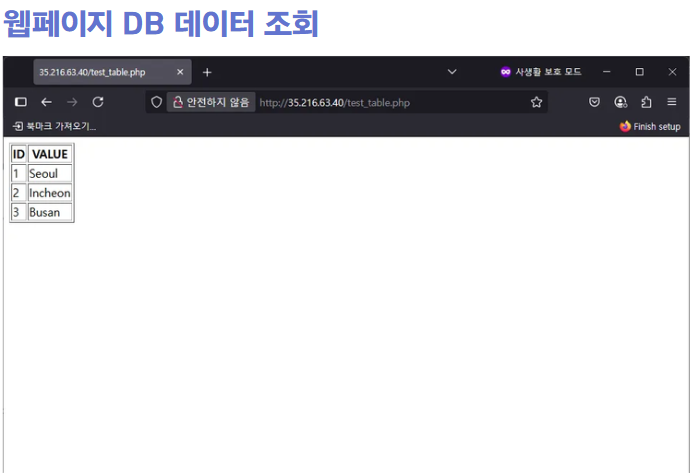 웹페이지 DB 데이터 조회
35.216.63.40/test_table.php
사생활 보호 모드
안전하지 않음 http://35.216.63.40/test_table.php
북마크 가져오기...
Finish setup
ID VALUE
1 Seoul
2 Incheon
3 Busan